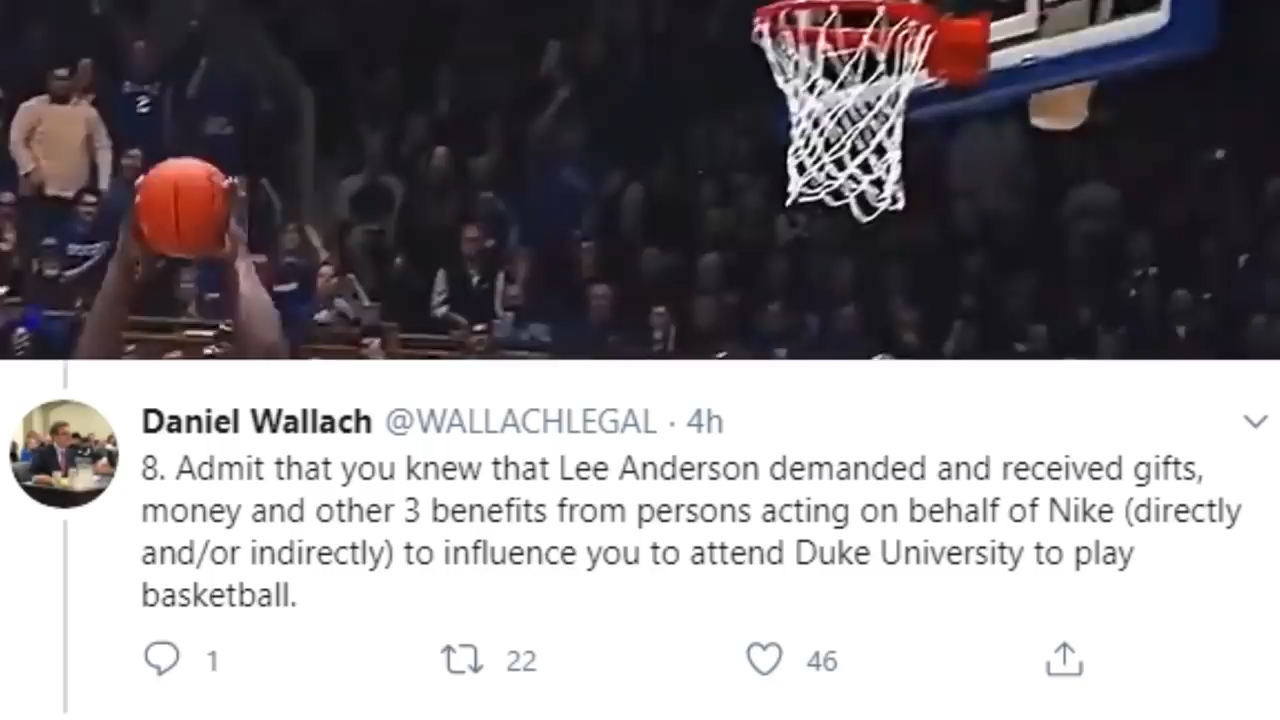 2
Daniel Wallach @WALLACHLEGAL · 4h
8. Admit that you knew that Lee Anderson demanded and received gifts,
money and other 3 benefits from persons acting on behalf of Nike (directly
and/or indirectly) to influence you to attend Duke University to play
basketball.
1 22 46